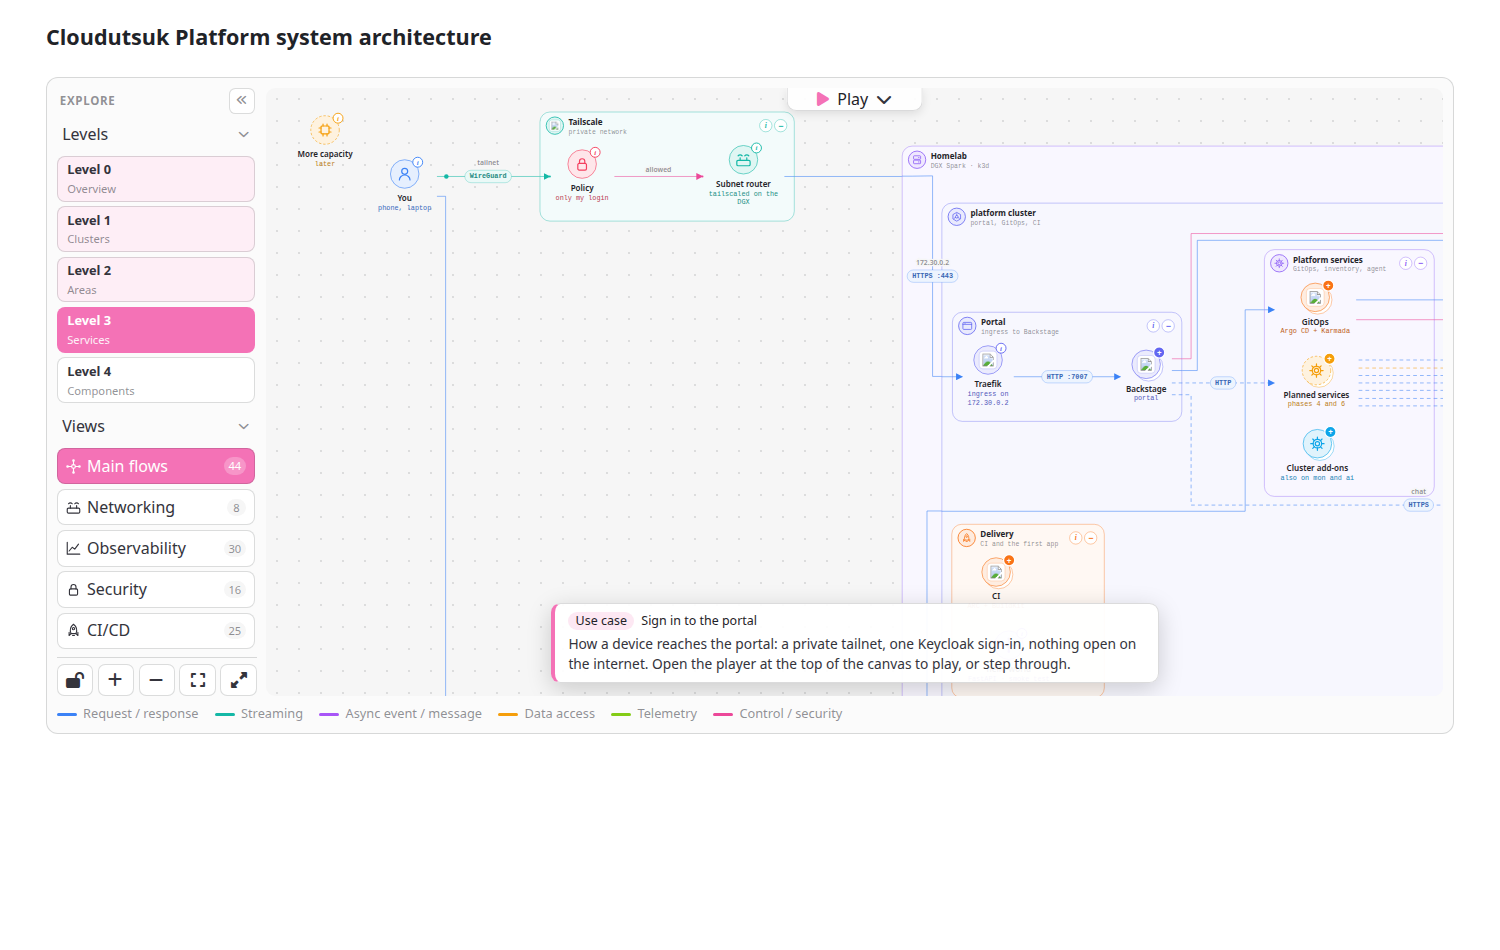 Cloudutsuk Platform system architecture
EXPLORE
Levels
Level 0
Overview
Level 1
Clusters
Level 2
Areas
Level 3
Services
Level 4
Components
Views
Main flows 44
Networking 8
Observability 30
Security 16
CI/CD 25
Play
More capacity
later
You
phone, laptop
tailnet
WireGuard
Tailscale
private network
Policy
only my login
allowed
Subnet router
tailscaled on the
DGX
Homelab
DGX Spark · k3d
platform cluster
portal, GitOps, CI
172.30.0.2
HTTPS :443
Portal
ingress to Backstage
Traefik
ingress on
172.30.0.2
HTTP :7007
Backstage
portal
HTTP
Platform services
GitOps, inventory, agent
GitOps
Argo CD + Karmada
Planned services
phases 4 and 6
Cluster add-ons
also on mon and ai
chat
HTTPS
Delivery
CI and the first app
CI
Use case Sign in to the portal
How a device reaches the portal: a private tailnet, one Keycloak sign-in, nothing open on
the internet. Open the player at the top of the canvas to play, or step through.
Request / response
Streaming
Async event / message
Data access
Telemetry
Control / security